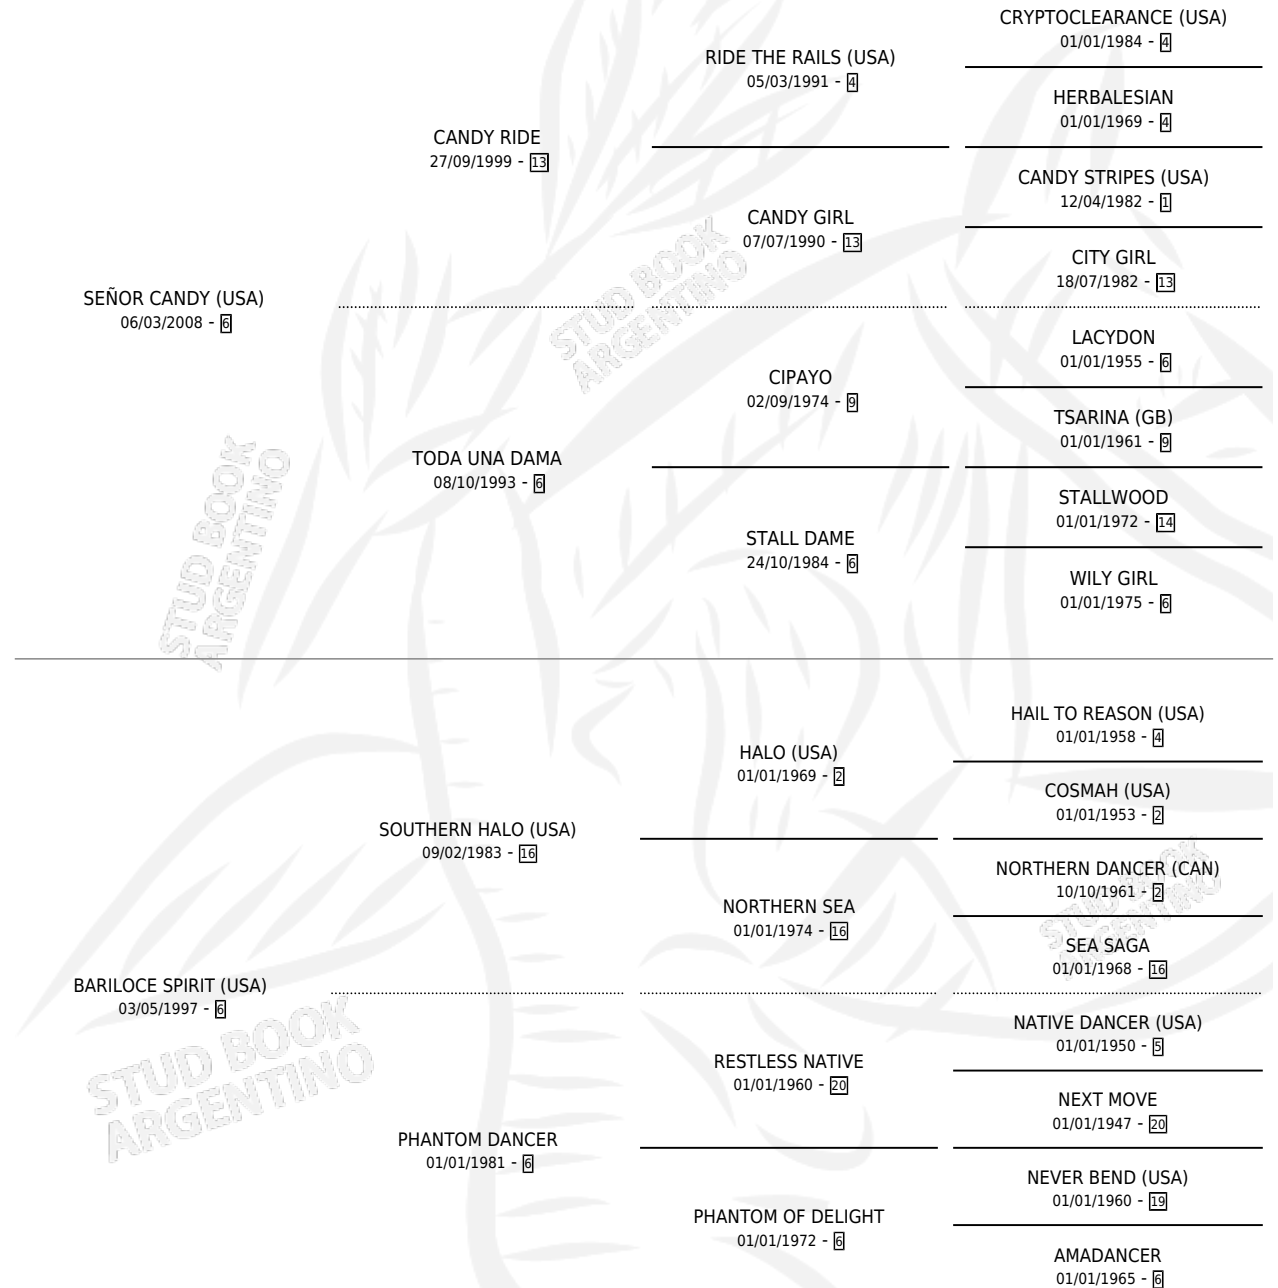 CRYPTOCLEARANCE (USA)
01/01/1984 - 4
RIDE THE RAILS (USA)
05/03/1991 - 4
HERBALESIAN
01/01/1969 - 4
CANDY RIDE
27/09/1999 - 13
CANDY STRIPES (USA)
12/04/1982 - 1
CANDY GIRL
07/07/1990 - 13
CITY GIRL
18/07/1982 - 13
SEÑOR CANDY (USA)
06/03/2008 - 6
STUD BOOK
ARGENTINO
LACYDON
01/01/1955 - 6
CIPAYO
02/09/1974 - 9
TSARINA (GB)
01/01/1961 - 9
TODA UNA DAMA
08/10/1993 - 6
STALLWOOD
01/01/1972 - 14
STALL DAME
24/10/1984 - 6
WILY GIRL
01/01/1975 - 6
STUD BOOK
ARGENTINO
HAIL TO REASON (USA)
01/01/1958 - 4
HALO (USA)
01/01/1969 - 2
COSMAH (USA)
01/01/1953 - 2
SOUTHERN HALO (USA)
09/02/1983 - 16
NORTHERN DANCER (CAN)
10/10/1961 - 2
NORTHERN SEA
01/01/1974 - 16
STUD BOOK
ARGENTINO
SEA SAGA
01/01/1968 - 16
BARILOCE SPIRIT (USA)
03/05/1997 - 6
STUD BOOK
ARGENTINO
NATIVE DANCER (USA)
01/01/1950 - 5
RESTLESS NATIVE
01/01/1960 - 20
NEXT MOVE
01/01/1947 - 20
PHANTOM DANCER
01/01/1981 - 6
NEVER BEND (USA)
01/01/1960 - 19
PHANTOM OF DELIGHT
01/01/1972 - 6
AMADANCER
01/01/1965 - 6